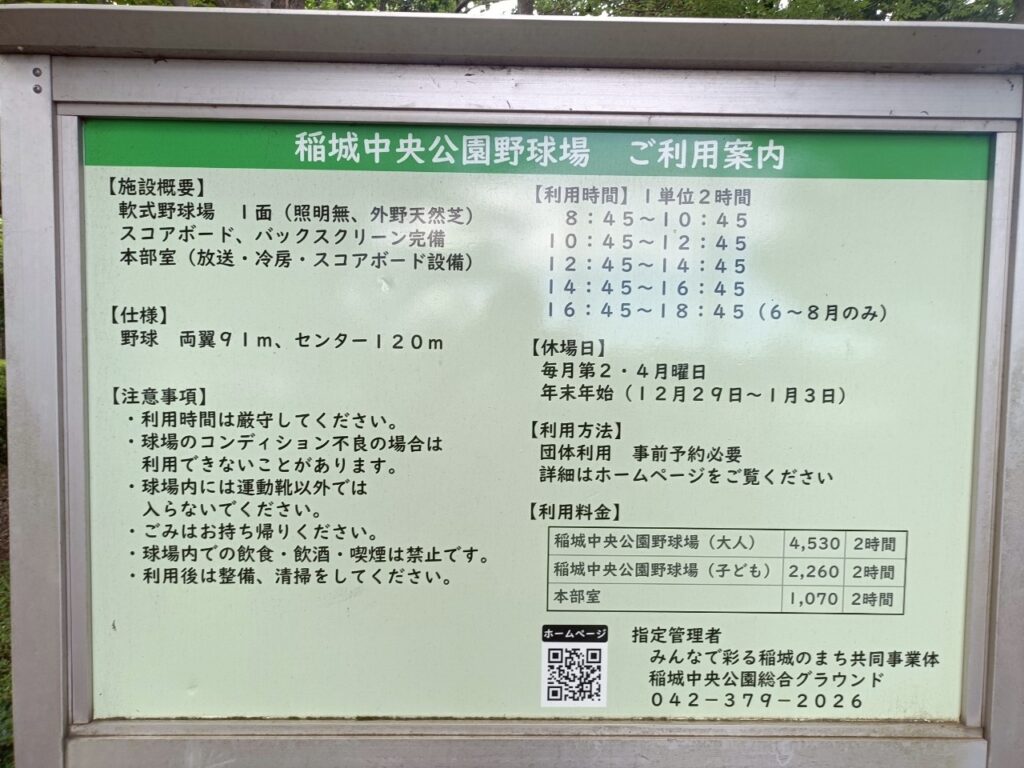 稲城中央公園野球場　ご利用案内
【施設概要】
軟式野球場　１面（照明無、外野天然芝）
スコアボード、バックスクリーン完備
本部室（放送・冷房・スコアボード設備）
【仕様】
野球　両翼９１ｍ、センター１２０ｍ
【注意事項】
・利用時間は厳守してください。
・球場のコンディション不良の場合は
利用できないことがあります。
・球場内には運動靴以外では
入らないでください。
・ごみはお持ち帰りください。
・球場内での飲食・飲酒・喫煙は禁止です。
・利用後は整備、清掃をしてください。
【利用時間】１単位２時間
８：４５～１０：４５
１０：４５～１２：４５
１２：４５～１４：４５
１４：４５～１６：４５
１６：４５～１８：４５（６～８月のみ）
【休場日】
毎月第２・４月曜日
年末年始（１２月２９日～１月３日）
【利用方法】
団体利用　事前予約必要
詳細はホームページをご覧ください
【利用料金】
稲城中央公園野球場（大人） 4,530 2時間
稲城中央公園野球場（子ども） 2,260 2時間
本部室 1,070 2時間
ホームページ
指定管理者
みんなで彩る稲城のまち共同事業体
稲城中央公園総合グラウンド
０４２－３７９－２０２６